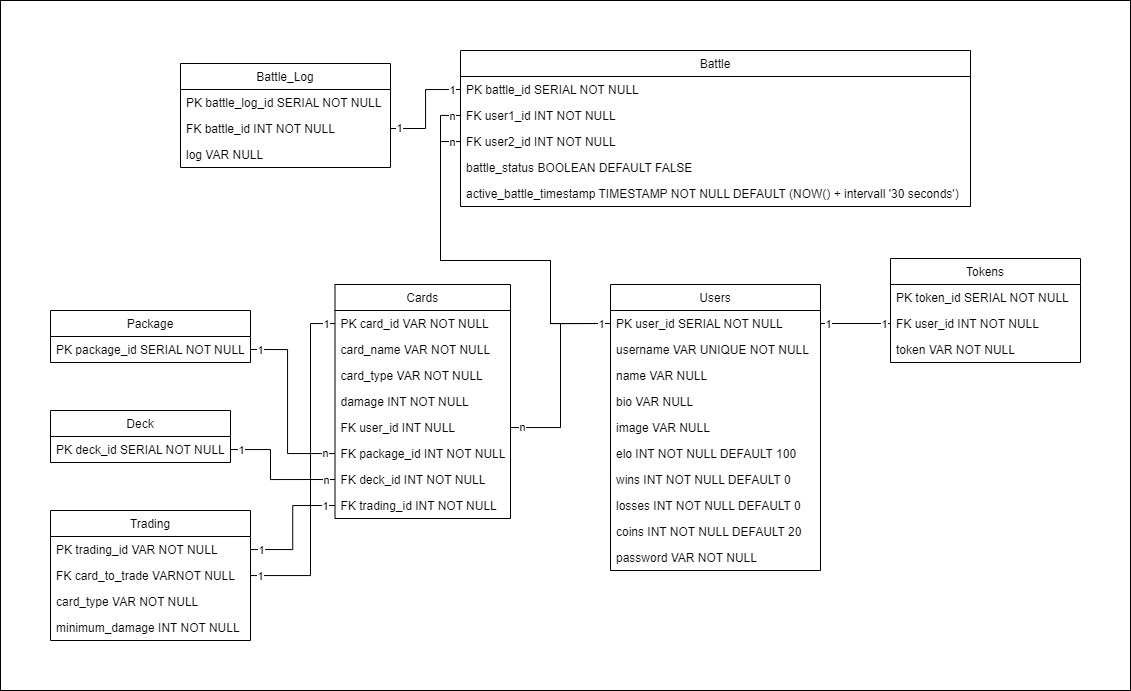 Battle_Log
PK battle_log_id SERIAL NOT NULL
FK battle_id INT NOT NULL
log VAR NULL
1
Battle
PK battle_id SERIAL NOT NULL
FK user1_id INT NOT NULL
FK user2_id INT NOT NULL
battle_status BOOLEAN DEFAULT FALSE
active_battle_timestamp TIMESTAMP NOT NULL DEFAULT (NOW() + intervall '30 seconds')
1
n
n
Package
PK package_id SERIAL NOT NULL
1
Deck
PK deck_id SERIAL NOT NULL
1
Trading
PK trading_id VAR NOT NULL
FK card_to_trade VARNOT NULL
card_type VAR NOT NULL
minimum_damage INT NOT NULL
1
1
Cards
PK card_id VAR NOT NULL
card_name VAR NOT NULL
card_type VAR NOT NULL
damage INT NOT NULL
FK user_id INT NULL
FK package_id INT NOT NULL
FK deck_id INT NOT NULL
FK trading_id INT NOT NULL
1
n
n
n
1
Users
PK user_id SERIAL NOT NULL
username VAR UNIQUE NOT NULL
name VAR NULL
bio VAR NULL
image VAR NULL
elo INT NOT NULL DEFAULT 100
wins INT NOT NULL DEFAULT 0
losses INT NOT NULL DEFAULT 0
coins INT NOT NULL DEFAULT 20
password VAR NOT NULL
1
1
Tokens
PK token_id SERIAL NOT NULL
FK user_id INT NOT NULL
token VAR NOT NULL
1